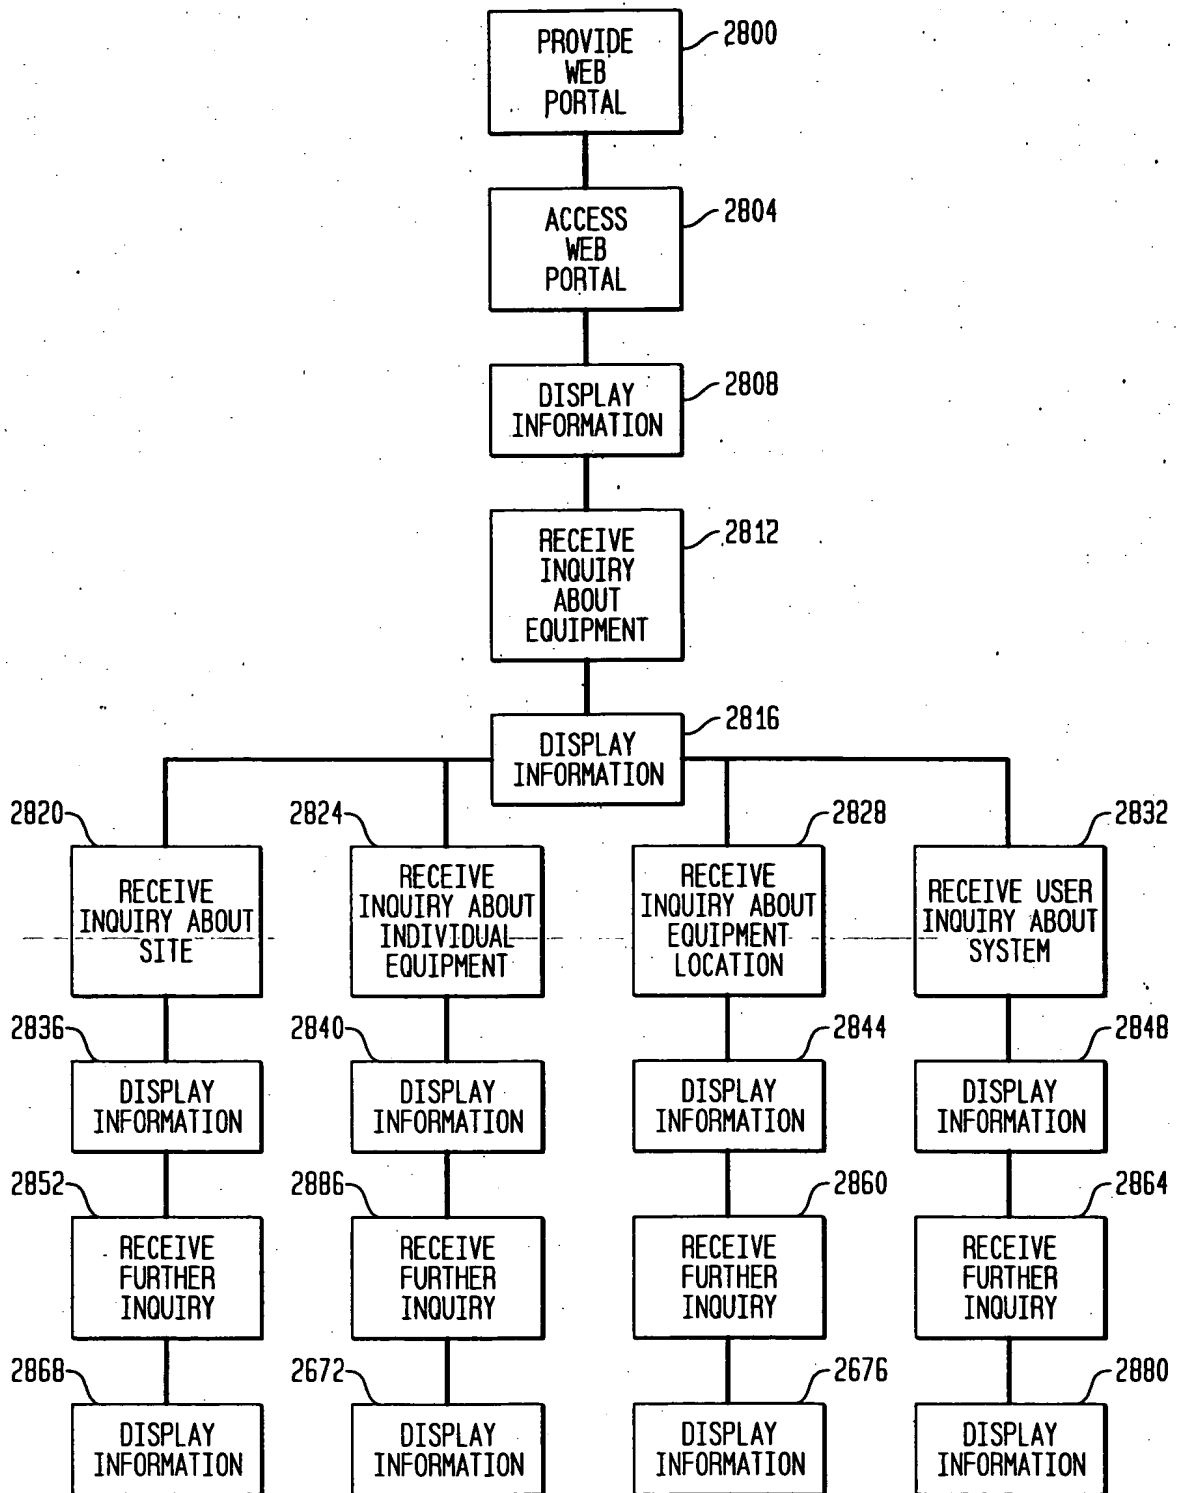 PROVIDE
WEB
PORTAL
2800
ACCESS
WEB
PORTAL
2804
DISPLAY
INFORMATION
2808
RECEIVE
INQUIRY
ABOUT
EQUIPMENT
2812
DISPLAY
INFORMATION
2816
2820
RECEIVE
INQUIRY ABOUT
SITE
2824
RECEIVE
INQUIRY ABOUT
INDIVIDUAL
EQUIPMENT
2828
RECEIVE
INQUIRY ABOUT
EQUIPMENT
LOCATION
2832
RECEIVE USER
INQUIRY ABOUT
SYSTEM
2836
DISPLAY
INFORMATION
2840
DISPLAY
INFORMATION
2844
DISPLAY
INFORMATION
2848
DISPLAY
INFORMATION
2852
RECEIVE
FURTHER
INQUIRY
2886
RECEIVE
FURTHER
INQUIRY
2860
RECEIVE
FURTHER
INQUIRY
2864
RECEIVE
FURTHER
INQUIRY
2868
DISPLAY
INFORMATION
2672
DISPLAY
INFORMATION
2676
DISPLAY
INFORMATION
2880
DISPLAY
INFORMATION